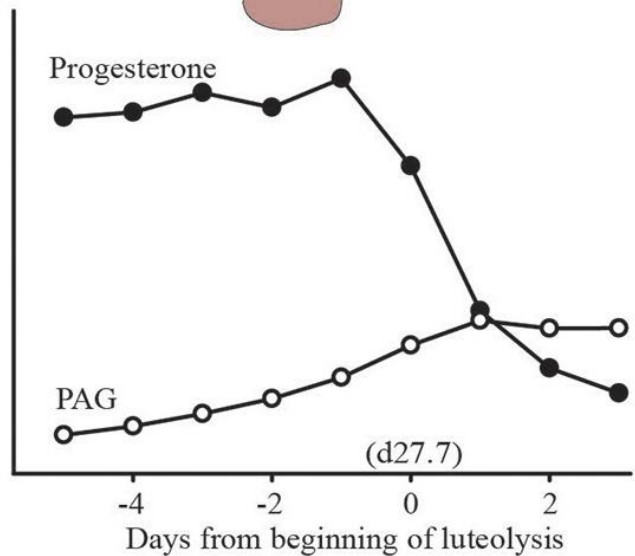 Progesterone
PAG
(d27.7)
-4 -2 0 2
Days from beginning of luteolysis